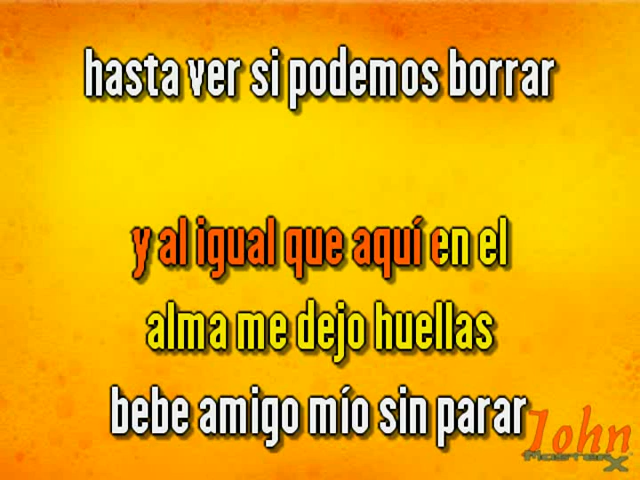 hasta ver si podemos borrar
y al igual que aquí en el
alma me dejo huellas
bebe amigo mío sin parar
John